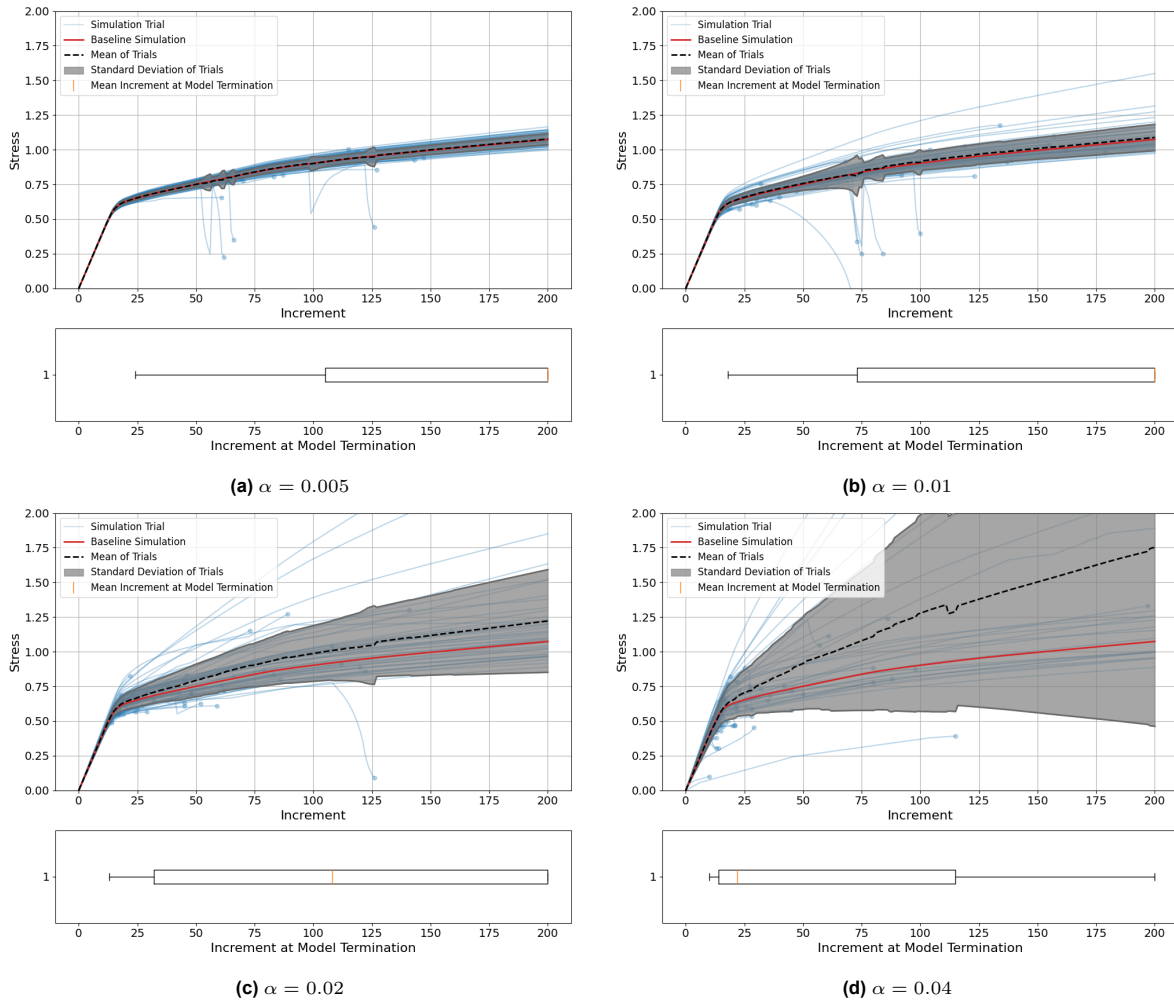 2.00
1.75
1.50
1.25
1.00
0.75
0.50
0.25
0.00
Stress
Simulation Trial
Baseline Simulation
Mean of Trials
Standard Deviation of Trials
Mean Increment at Model Termination
0 25 50 75 100 125 150 175 200
Increment
1
0 25 50 75 100 125 150 175 200
Increment at Model Termination
(a) α = 0.005
2.00
1.75
1.50
1.25
1.00
0.75
0.50
0.25
0.00
Stress
Simulation Trial
Baseline Simulation
Mean of Trials
Standard Deviation of Trials
Mean Increment at Model Termination
0 25 50 75 100 125 150 175 200
Increment
1
0 25 50 75 100 125 150 175 200
Increment at Model Termination
(b) α = 0.01
2.00
1.75
1.50
1.25
1.00
0.75
0.50
0.25
0.00
Stress
Simulation Trial
Baseline Simulation
Mean of Trials
Standard Deviation of Trials
Mean Increment at Model Termination
0 25 50 75 100 125 150 175 200
Increment
1
0 25 50 75 100 125 150 175 200
Increment at Model Termination
(c) α = 0.02
2.00
1.75
1.50
1.25
1.00
0.75
0.50
0.25
0.00
Stress
Simulation Trial
Baseline Simulation
Mean of Trials
Standard Deviation of Trials
Mean Increment at Model Termination
0 25 50 75 100 125 150 175 200
Increment
1
0 25 50 75 100 125 150 175 200
Increment at Model Termination
(d) α = 0.04